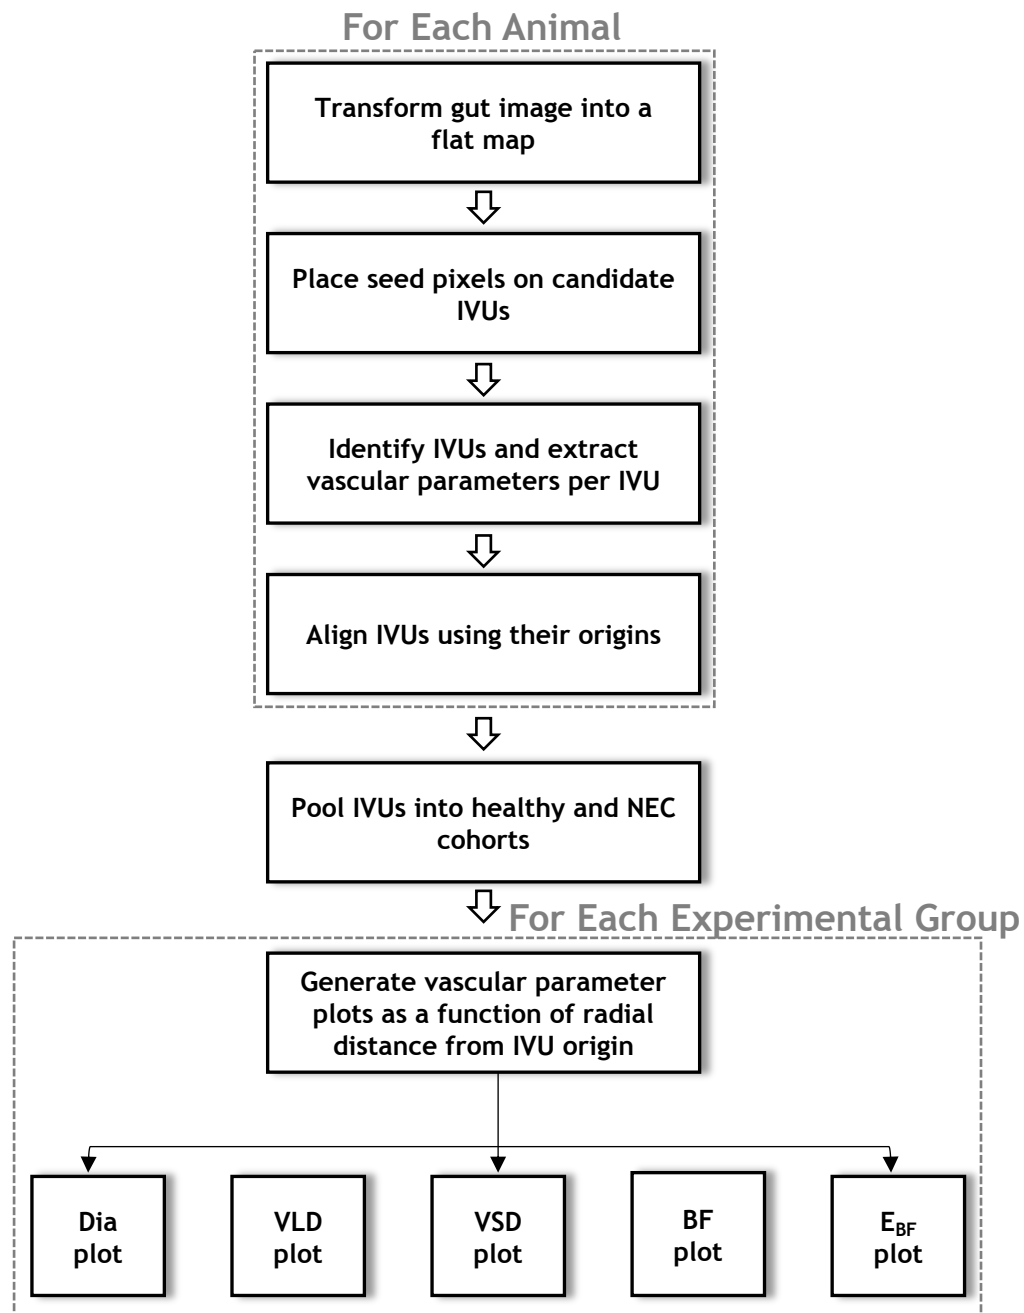 For Each Animal
Transform gut image into a
flat map
Place seed pixels on candidate
IVUs
Identify IVUs and extract
vascular parameters per IVU
Align IVUs using their origins
Pool IVUs into healthy and NEC
cohorts
For Each Experimental Group
Generate vascular parameter
plots as a function of radial
distance from IVU origin
Dia
plot
VLD
plot
VSD
plot
BF
plot
E_BF
plot